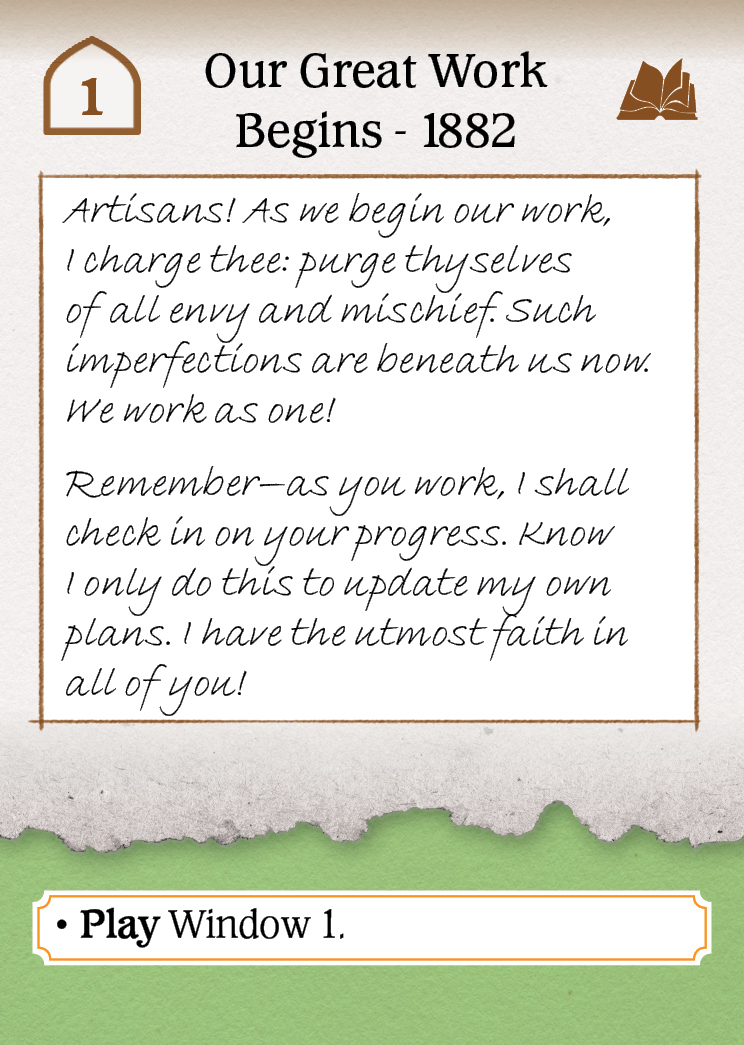 1
Our Great Work
Begins - 1882
Artisans! As we begin our work,
I charge thee: purge thyselves
of all envy and mischief. Such
imperfections are beneath us now.
We work as one!
Remember—as you work, I shall
check in on your progress. Know
I only do this to update my own
plans. I have the utmost faith in
all of you!
• Play Window 1.